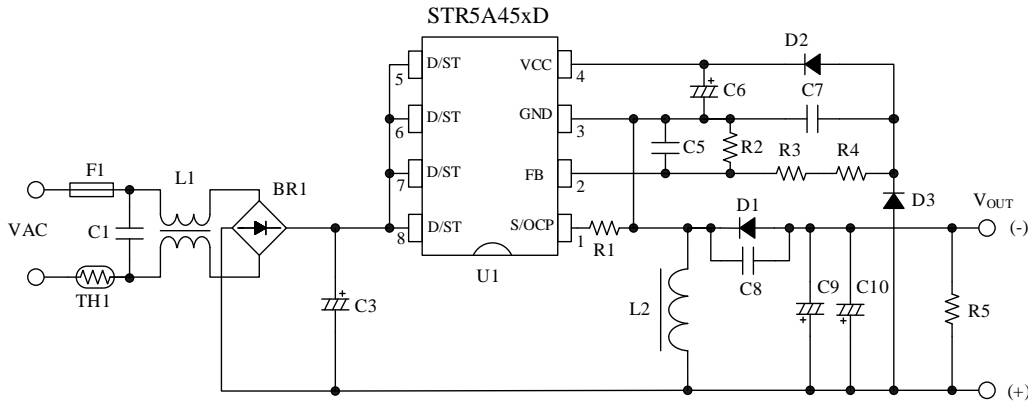 STR5A45xD
D2
D/ST
VCC
5
4
C6
C7
D/ST
GND
6
3
C5
R2
R3
R4
D/ST
FB
7
2
F1
L1
BR1
D3
VOUT
D1
(-)
VAC
C1
D/ST
S/OCP
8
1
R1
U1
C8
TH1
C3
L2
C9
C10
R5
(+)
+
+
+
+